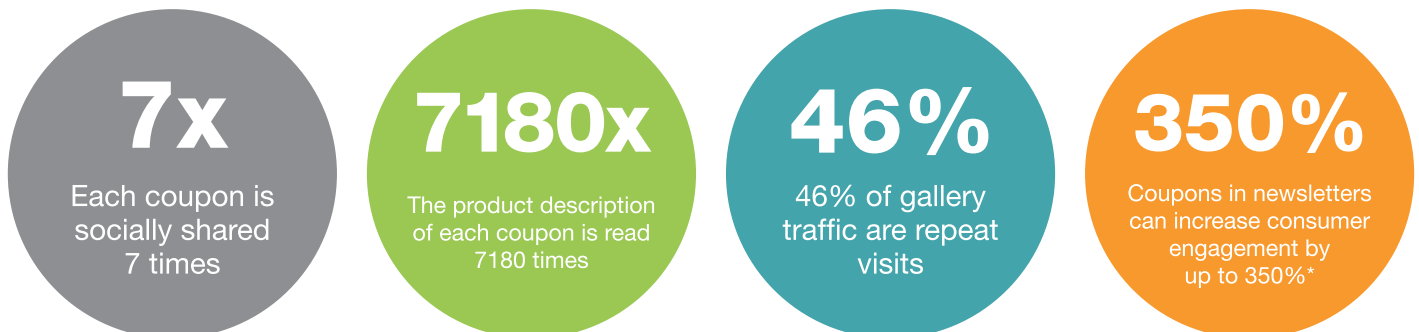 7x
Each coupon is
socially shared
7 times
7180x
The product description
of each coupon is read
7180 times
46%
46% of gallery
traffic are repeat
visits
350%
Coupons in newsletters
can increase consumer
engagement by
up to 350%*